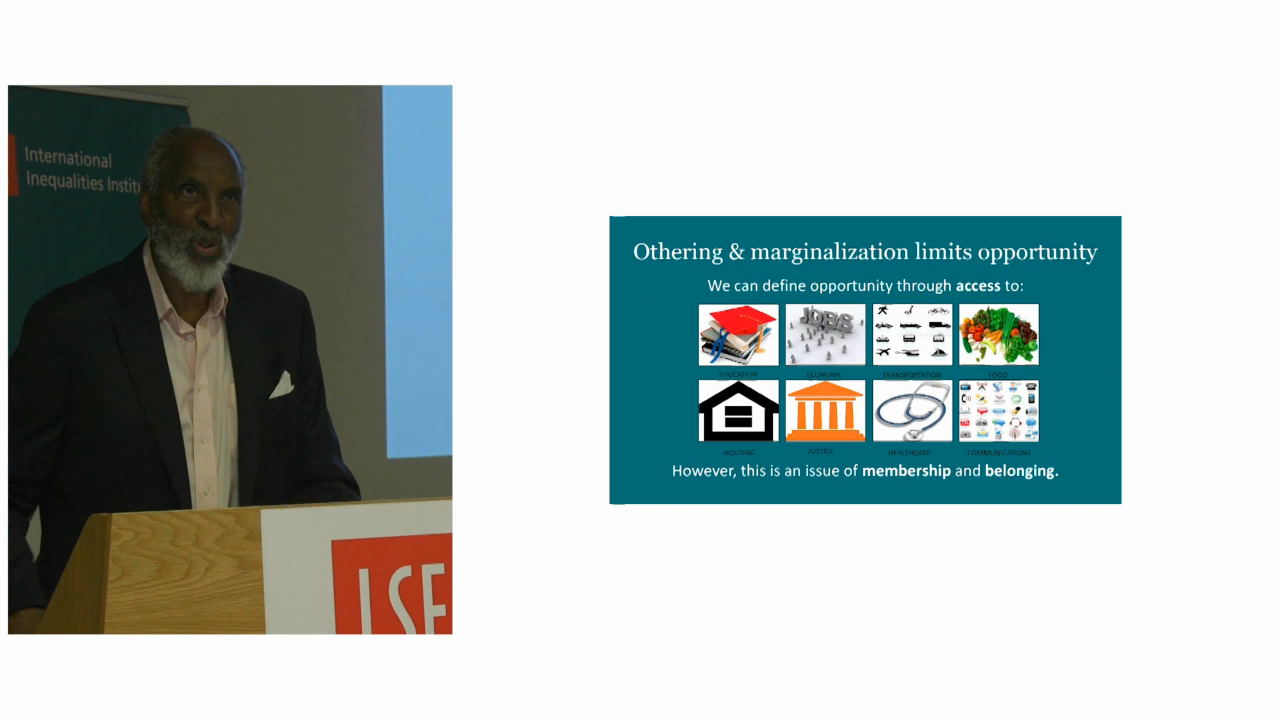 International
Inequalities
LSE
Othering & marginalization limits opportunity
We can define opportunity through access to:
JOBS
EDUCATION
ECONOMY
TRANSPORTATION
FOOD
HOUSING
JUSTICE
HEALTHCARE
COMMUNICATIONS
However, this is an issue of membership and belonging.